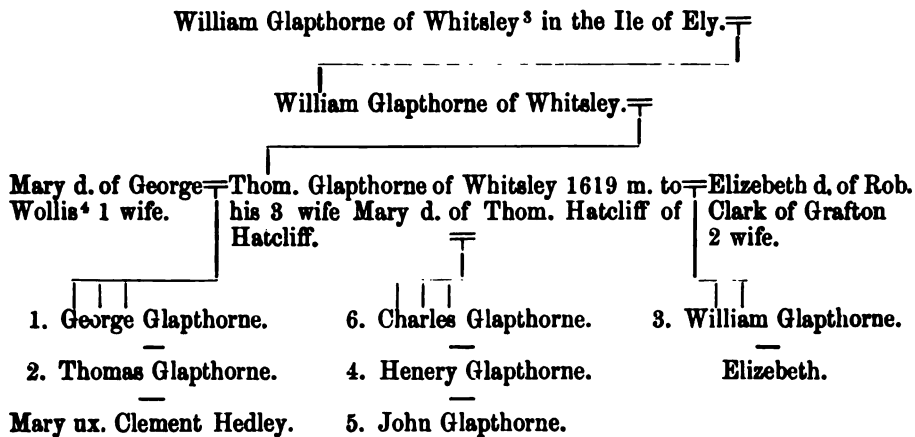 William Glapthorne of Whitsley³ in the Ile of Ely.
William Glapthorne of Whitsley.
Mary d. of George Wollis⁴ 1 wife.
Thom. Glapthorne of Whitsley 1619 m. to
his 3 wife Mary d. of Thom. Hatcliff of
Hatcliff.
Elizebeth d. of Rob.
Clark of Grafton
2 wife.
1. George Glapthorne.
2. Thomas Glapthorne.
Mary ux. Clement Hedley.
6. Charles Glapthorne.
4. Henery Glapthorne.
5. John Glapthorne.
3. William Glapthorne.
Elizebeth.